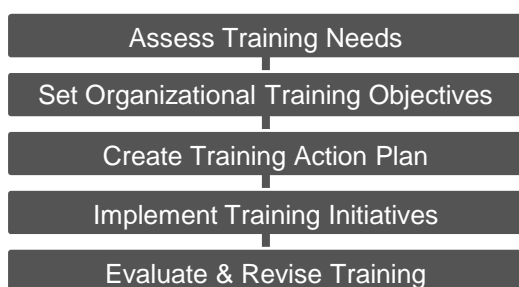 Assess Training Needs
Set Organizational Training Objectives
Create Training Action Plan
Implement Training Initiatives
Evaluate & Revise Training